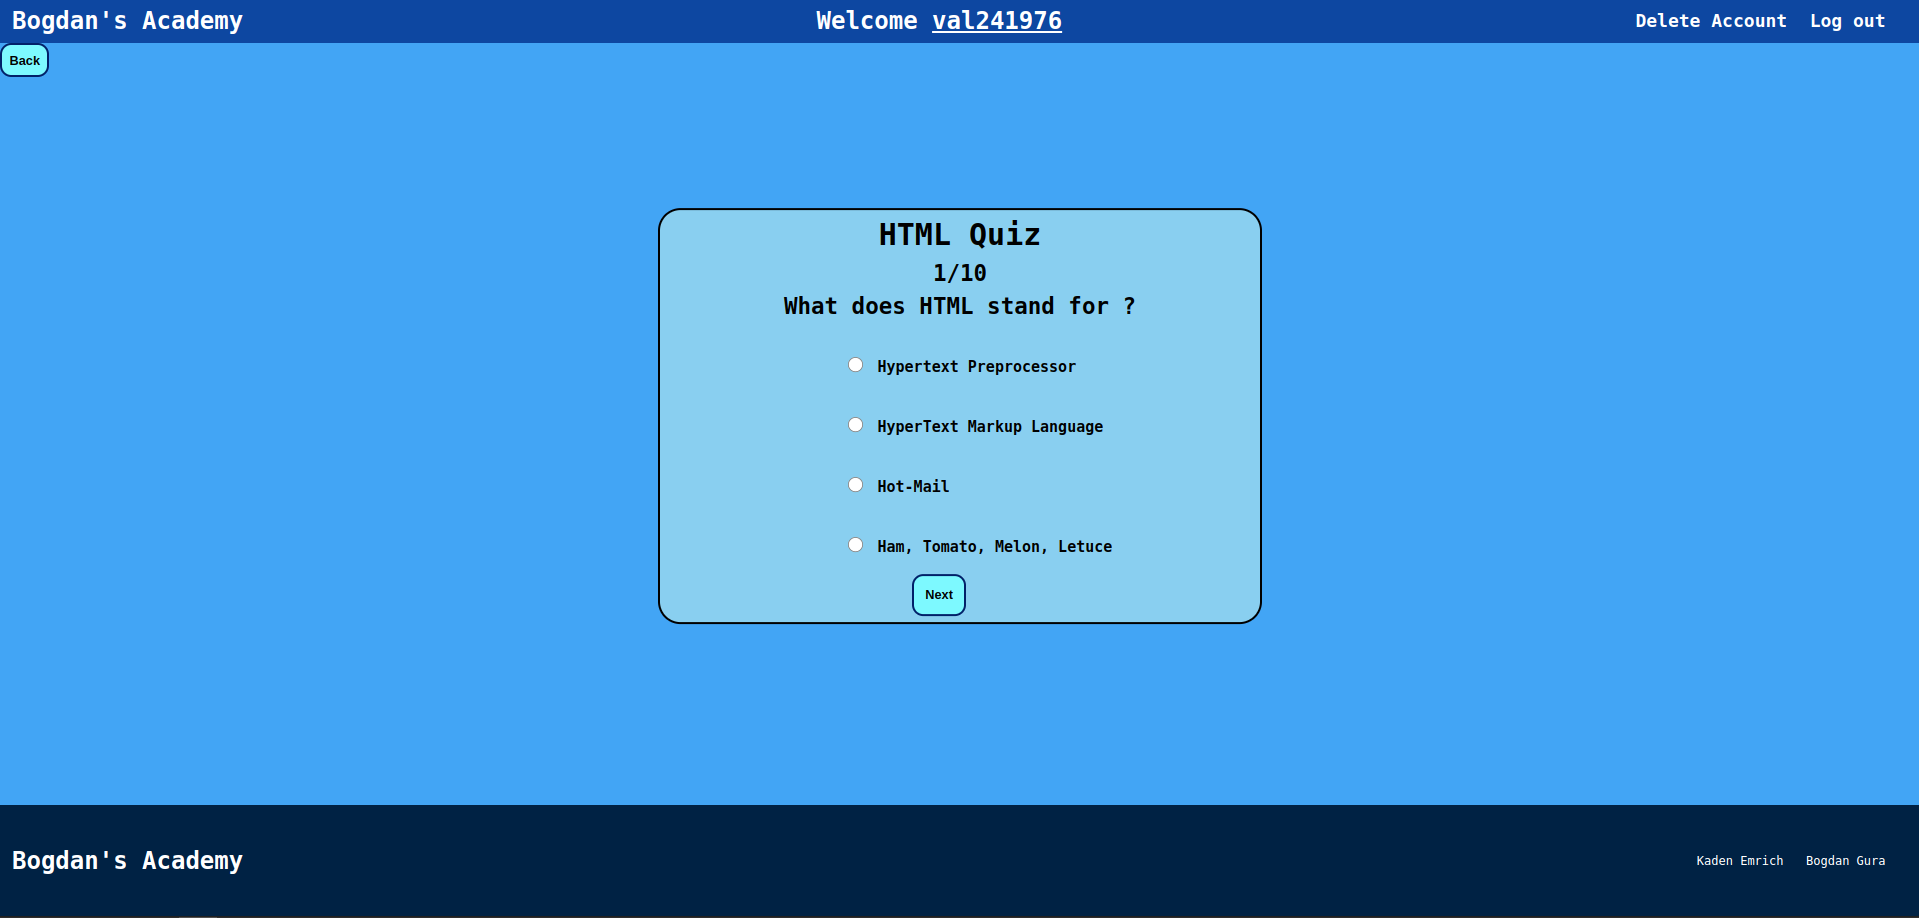 Bogdan's Academy Welcome val241976 Delete Account Log out
Back
HTML Quiz
1/10
What does HTML stand for ?
Hypertext Preprocessor
HyperText Markup Language
Hot-Mail
Ham, Tomato, Melon, Letuce
Next
Bogdan's Academy Kaden Emrich Bogdan Gura